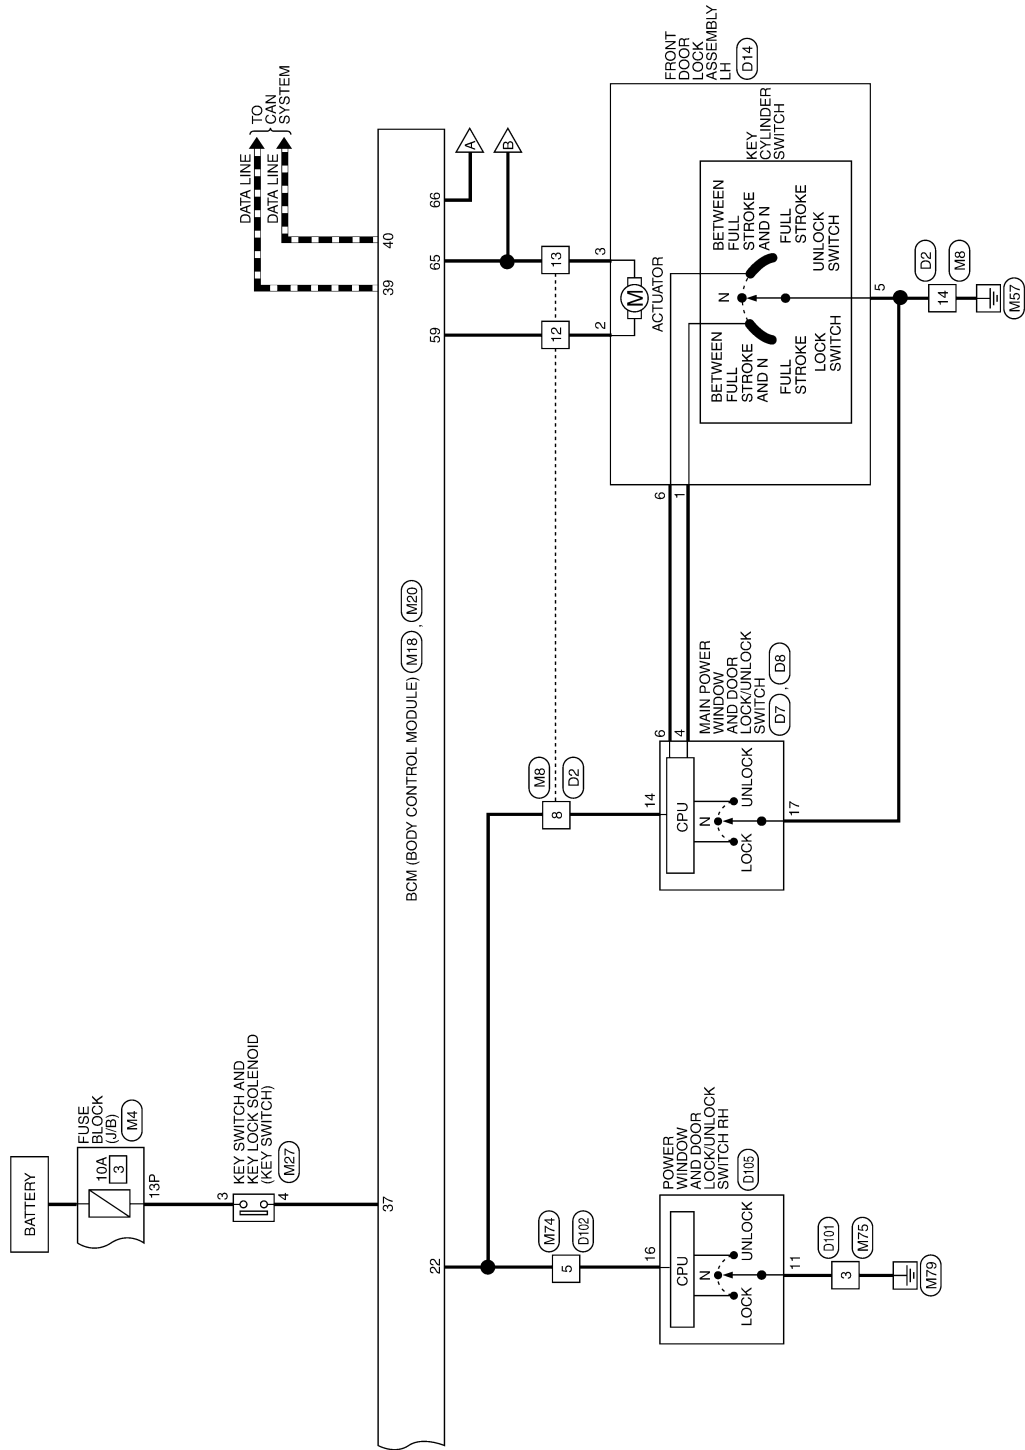 BATTERY
FUSE
BLOCK
(J/B)
M4
10A
3
13P
3
KEY SWITCH AND
KEY LOCK SOLENOID
(KEY SWITCH)
M27
4
DATA LINE
DATA LINE
TO
CAN
SYSTEM
37
39
40
BCM (BODY CONTROL MODULE)
M18 , M20
22
59
65
66
A
B
M74
5
D102
M8
8
D2
12
13
16
14
2
3
CPU
N
LOCK
UNLOCK
POWER
WINDOW
AND DOOR
LOCK/UNLOCK
SWITCH RH
D105
11
D101
3
M75
M79
CPU
N
LOCK
UNLOCK
6
4
MAIN POWER
WINDOW
AND DOOR
LOCK/UNLOCK
SWITCH
D7 , D8
17
6
1
M
ACTUATOR
FRONT
DOOR
LOCK
ASSEMBLY
LH
D14
KEY
CYLINDER
SWITCH
BETWEEN
FULL
STROKE
AND N
N
BETWEEN
FULL
STROKE
AND N
FULL
STROKE
FULL
STROKE
LOCK
SWITCH
UNLOCK
SWITCH
5
D2
14
M8
M57